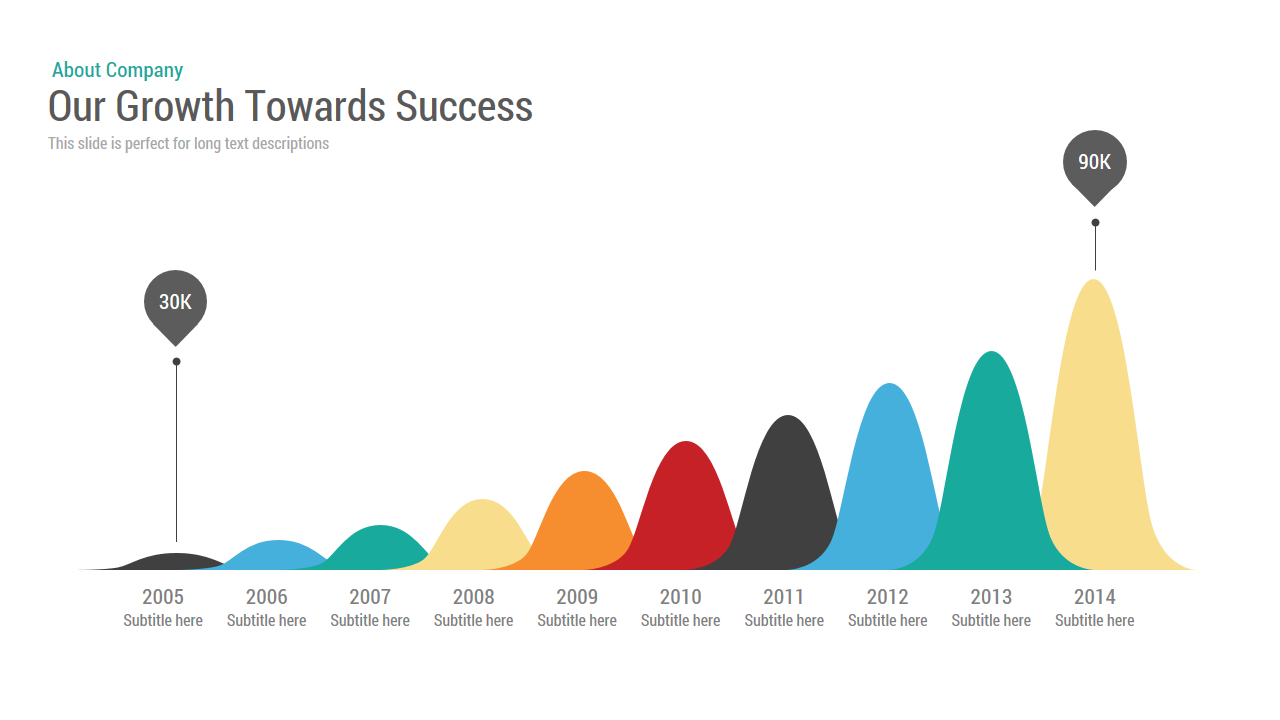 About Company
Our Growth Towards Success
This slide is perfect for long text descriptions
90K
30K
2005 2006 2007 2008 2009 2010 2011 2012 2013 2014
Subtitle here Subtitle here Subtitle here Subtitle here Subtitle here Subtitle here Subtitle here Subtitle here Subtitle here Subtitle here